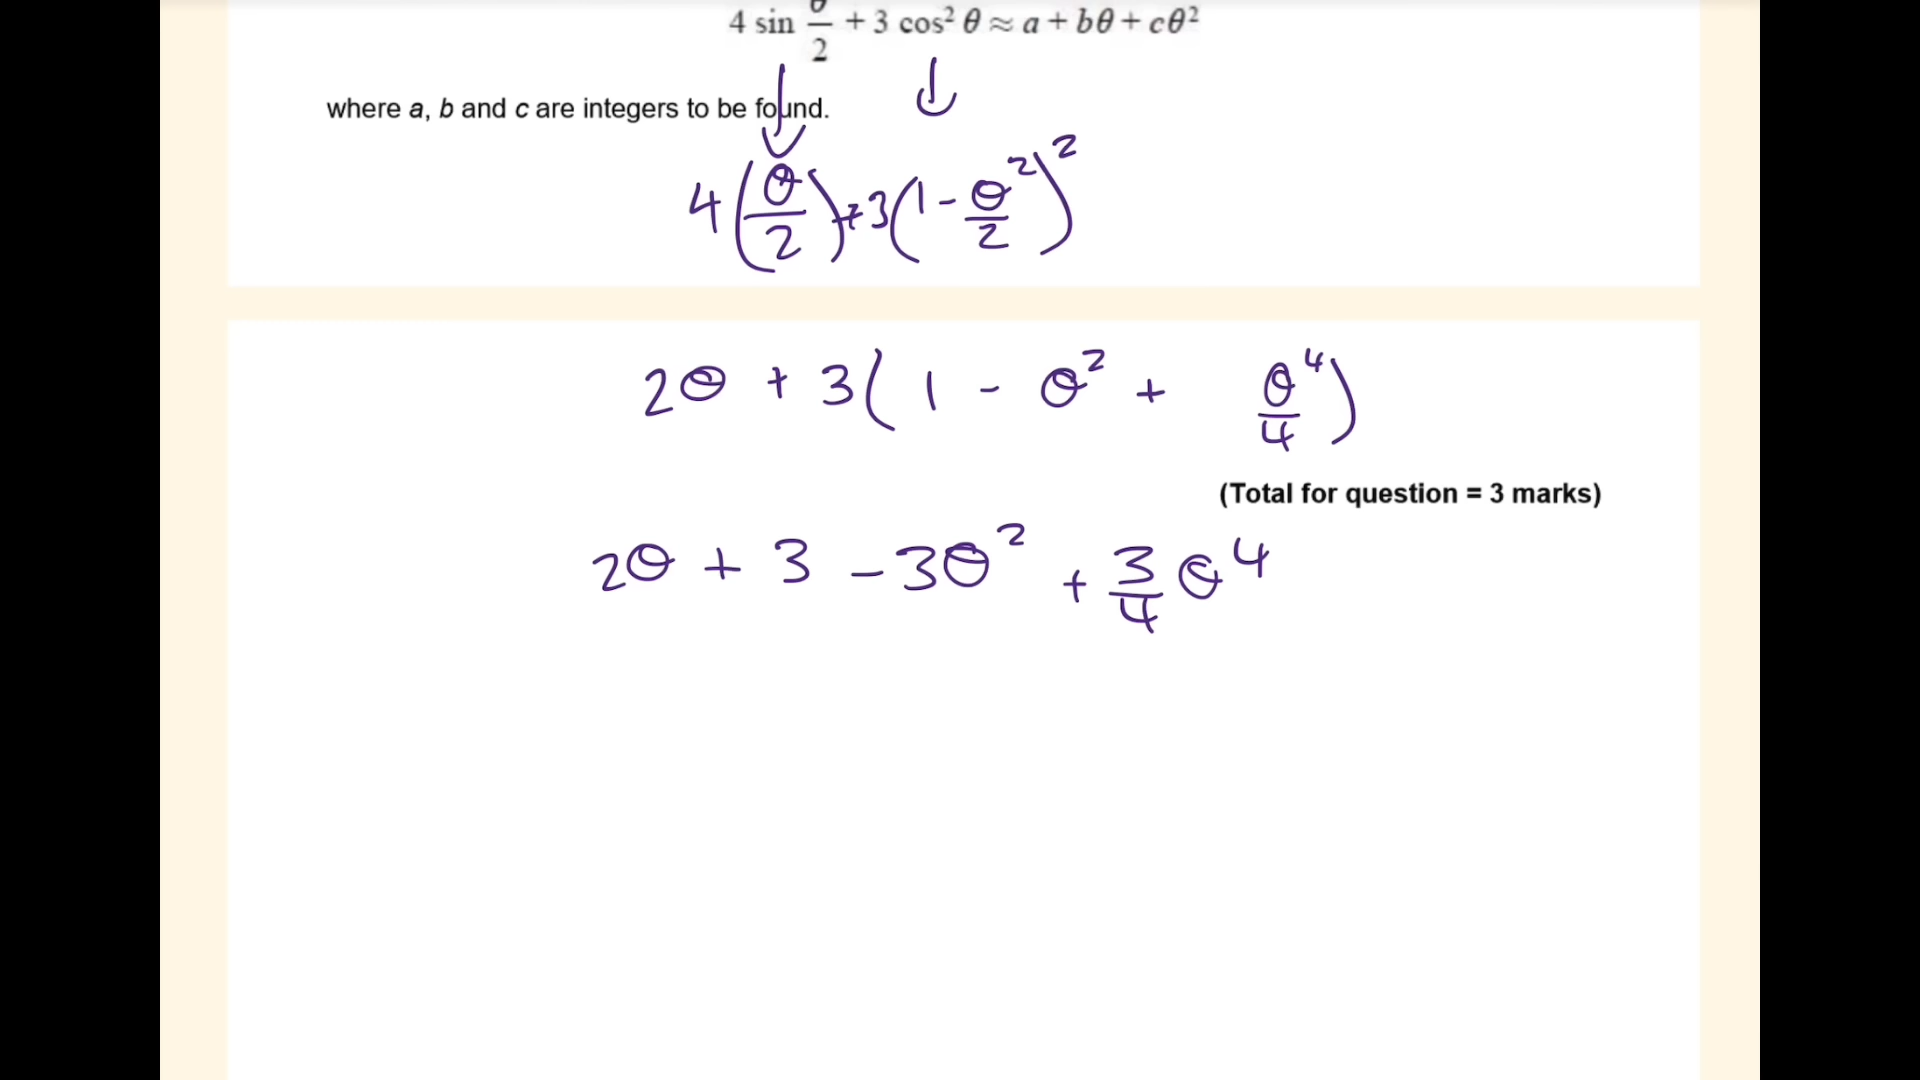 4 sin θ/2 + 3 cos² θ ≈ a + bθ + cθ²
where a, b and c are integers to be found.
4(θ/2)+3(1-θ²/2)²
2θ + 3(1 - θ² + θ⁴/4)
(Total for question = 3 marks)
2θ + 3 - 3θ² + 3/4 θ⁴